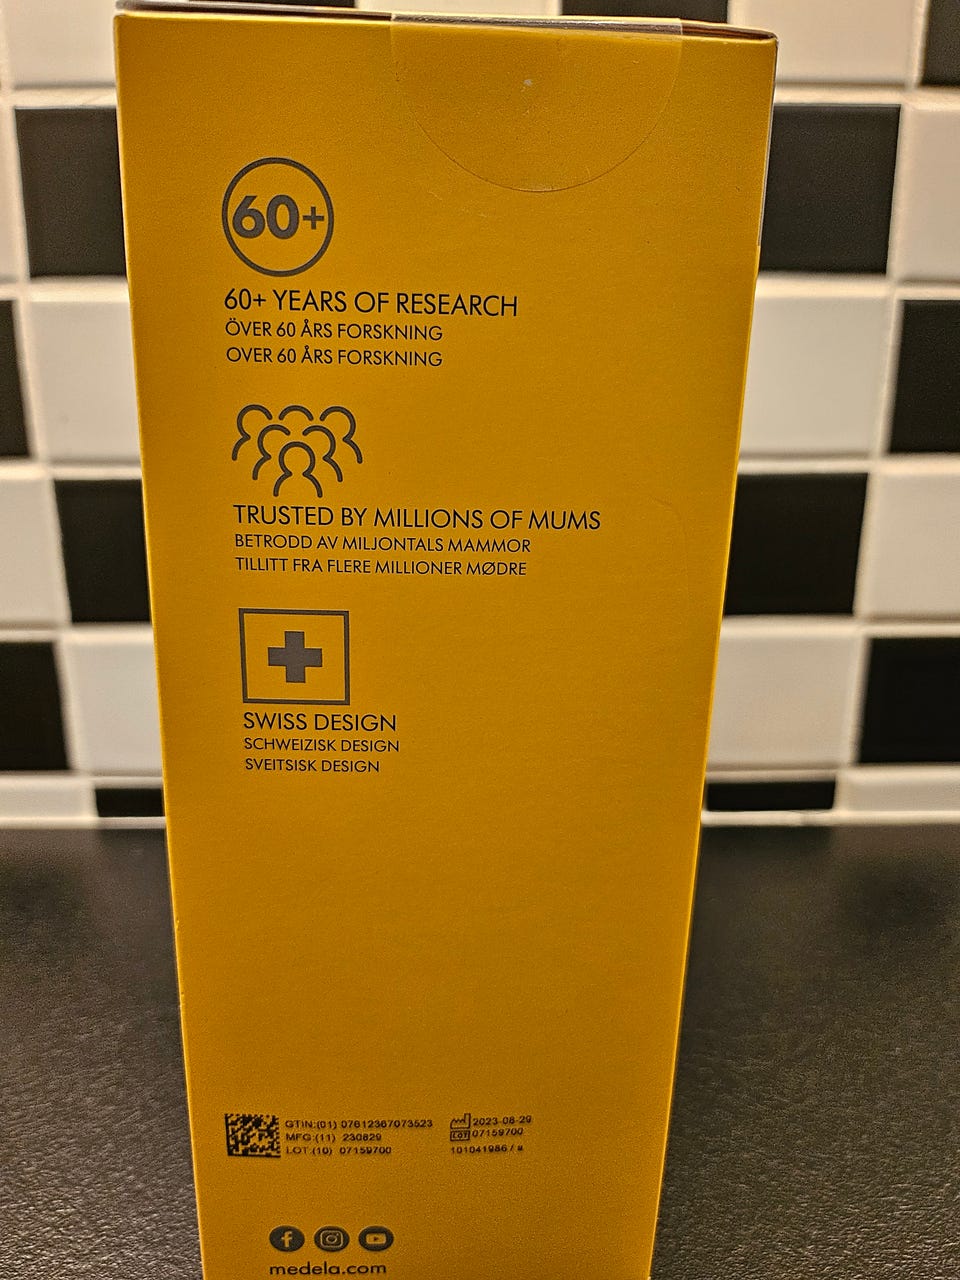 60+
60+ YEARS OF RESEARCH
ÖVER 60 ÅRS FORSKNING
OVER 60 ÅRS FORSKNING
TRUSTED BY MILLIONS OF MUMS
BETRODD AV MILJONTALS MAMMOR
TILLITT FRA FLERE MILLIONER MØDRE
SWISS DESIGN
SCHWEIZISK DESIGN
SVEITSISK DESIGN
GTIN:(01) 07612367073523
MFG:(11) 230829
LOT:(10) 07159700
2023-08-29
LOT 07159700
101041986 /
medela.com